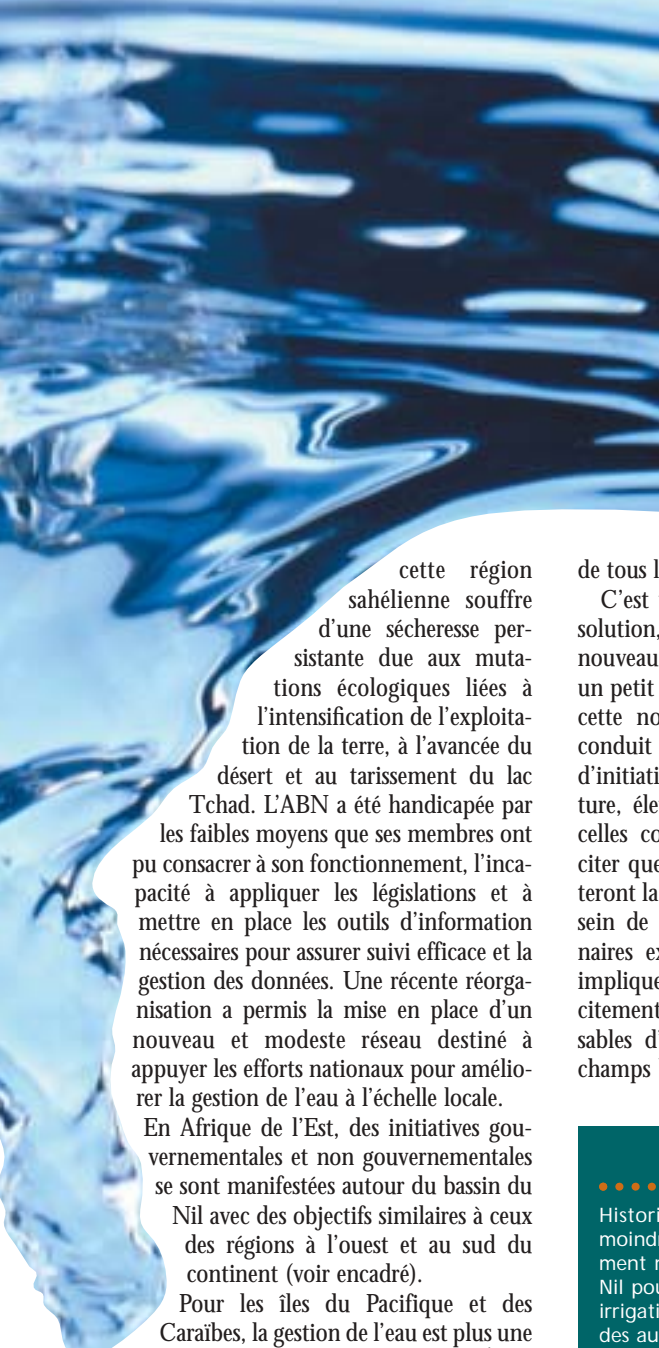 cette région
sahélienne souffre
d'une sécheresse per-
sistante due aux muta-
tions écologiques liées à
l'intensification de l'exploita-
tion de la terre, à l'avancée du
désert et au tarissement du lac
Tchad. L'ABN a été handicapée par
les faibles moyens que ses membres ont
pu consacrer à son fonctionnement, l'inca-
pacité à appliquer les législations et à
mettre en place les outils d'information
nécessaires pour assurer suivi efficace et la
gestion des données. Une récente réorga-
nisation a permis la mise en place d'un
nouveau et modeste réseau destiné à
appuyer les efforts nationaux pour amélio-
rer la gestion de l'eau à l'échelle locale.
En Afrique de l'Est, des initiatives gou-
vernementales et non gouvernementales
se sont manifestées autour du bassin du
Nil avec des objectifs similaires à ceux
des régions à l'ouest et au sud du
continent (voir encadré).
Pour les îles du Pacifique et des
Caraïbes, la gestion de l'eau est plus une
de tous
C'est
solution,
nouveau
un petit
cette
conduit
d'initiati
ture,
celles
citer que
teront la
sein de
naires
implique
citement
sables
champs
Histori
moindr
ment
Nil pou
irrigati
des au